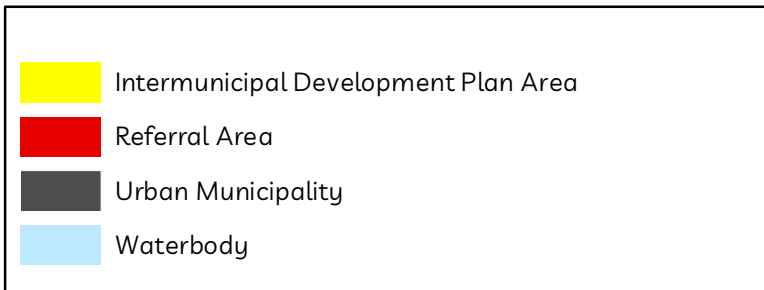 Intermunicipal Development Plan Area
Referral Area
Urban Municipality
Waterbody